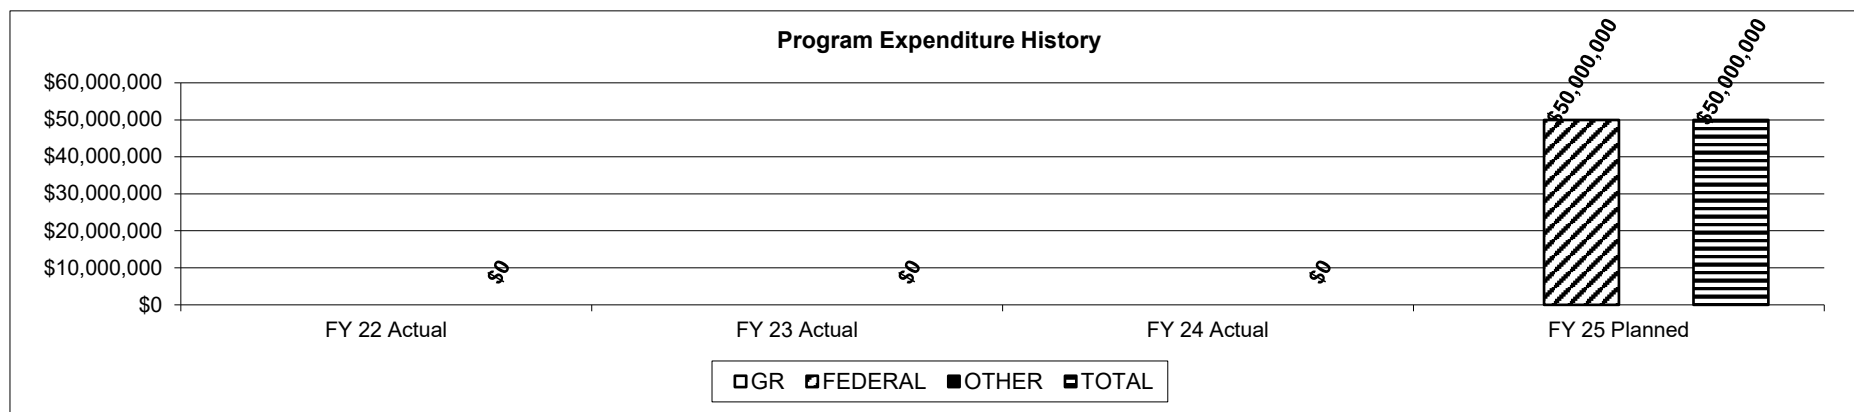 Program Expenditure History
$60,000,000
$50,000,000
$40,000,000
$30,000,000
$20,000,000
$10,000,000
$0
$0
$0
$0
$50,000,000
$50,000,000
FY 22 Actual
FY 23 Actual
FY 24 Actual
FY 25 Planned
GR FEDERAL OTHER TOTAL